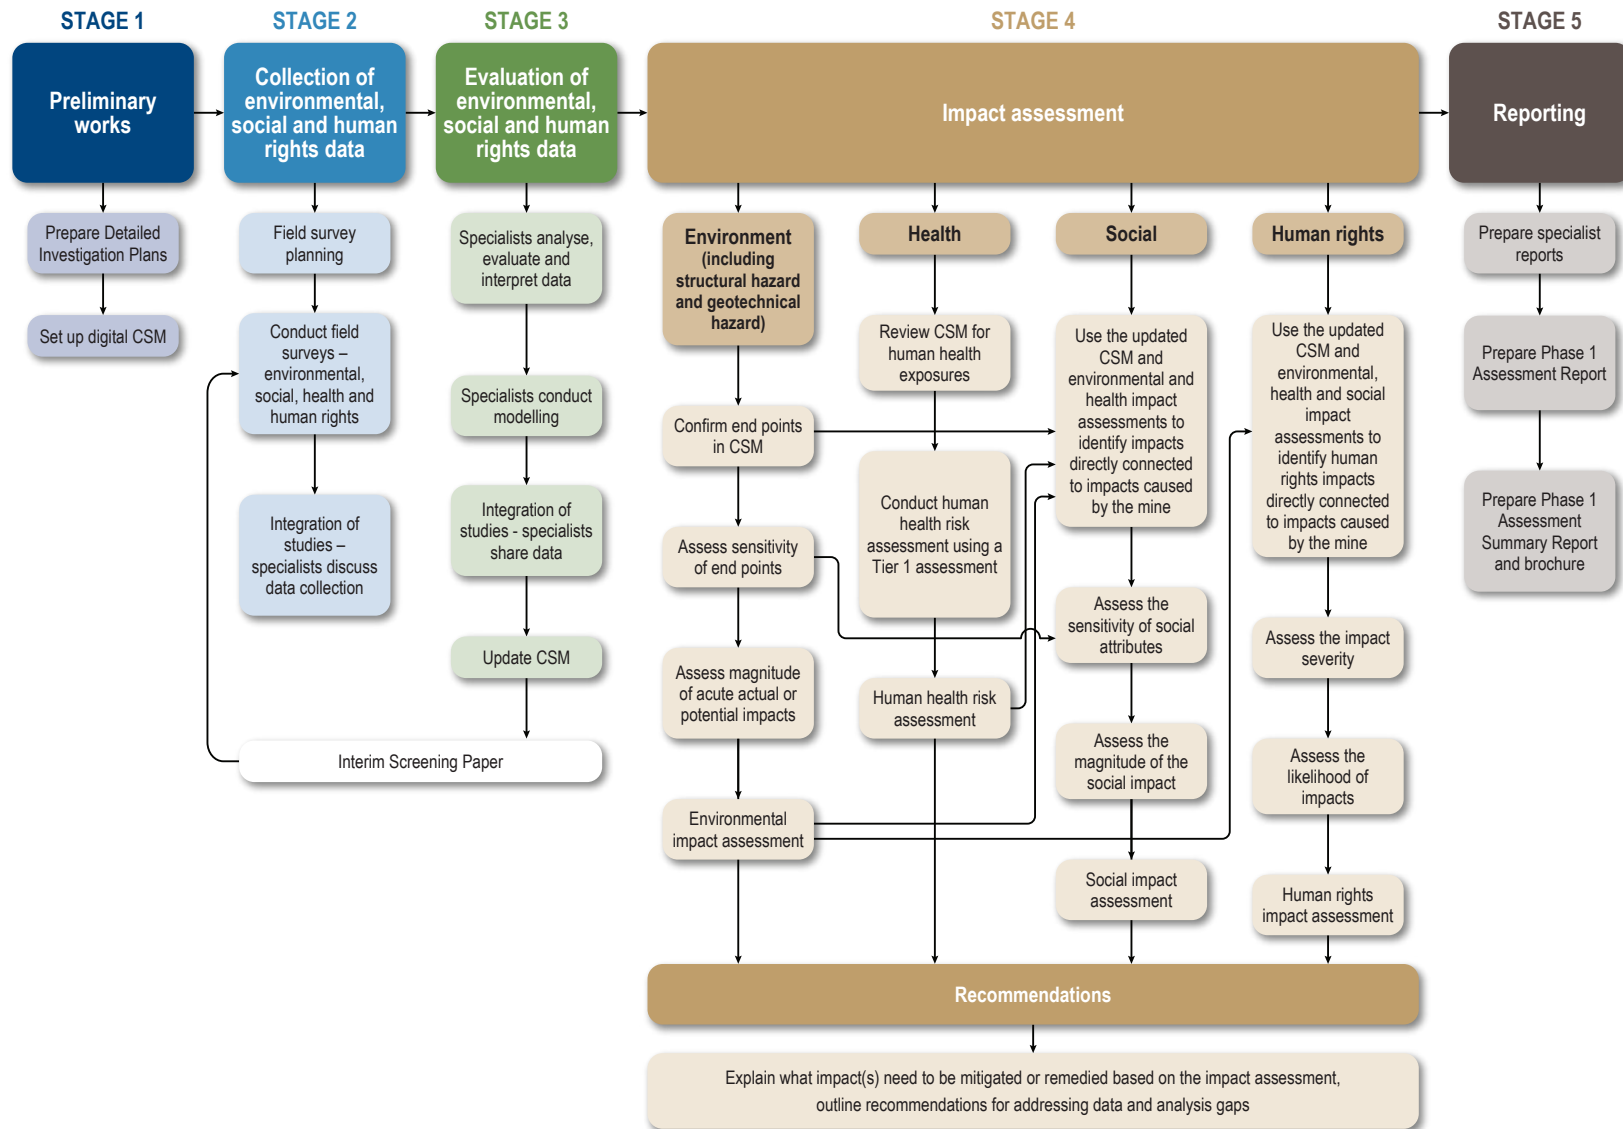 STAGE 1
Preliminary
works
Prepare Detailed
Investigation Plans
Set up digital CSM
STAGE 2
Collection of
environmental,
social and human
rights data
Field survey
planning
Conduct field
surveys –
environmental,
social, health and
human rights
Integration of
studies –
specialists discuss
data collection
STAGE 3
Evaluation of
environmental,
social and human
rights data
Specialists analyse,
evaluate and
interpret data
Specialists conduct
modelling
Integration of
studies - specialists
share data
Update CSM
Interim Screening Paper
STAGE 4
Impact assessment
Environment
(including
structural hazard
and geotechnical
hazard)
Confirm end points
in CSM
Assess sensitivity
of end points
Assess magnitude
of acute actual or
potential impacts
Environmental
impact assessment
Health
Review CSM for
human health
exposures
Conduct human
health risk
assessment using a
Tier 1 assessment
Human health risk
assessment
Social
Use the updated
CSM and
environmental and
health impact
assessments to
identify impacts
directly connected
to impacts caused
by the mine
Assess the
sensitivity of social
attributes
Assess the
magnitude of the
social impact
Social impact
assessment
Human rights
Use the updated
CSM and
environmental,
health and social
impact
assessments to
identify human
rights impacts
directly connected
to impacts caused
by the mine
Assess the impact
severity
Assess the
likelihood of
impacts
Human rights
impact assessment
Recommendations
Explain what impact(s) need to be mitigated or remedied based on the impact assessment,
outline recommendations for addressing data and analysis gaps
STAGE 5
Reporting
Prepare specialist
reports
Prepare Phase 1
Assessment Report
Prepare Phase 1
Assessment
Summary Report
and brochure